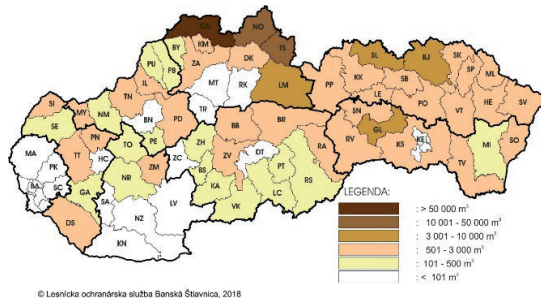 CA
NO
BY
KM
TS
PU
PB
ZA
DK
SL
BJ
SK
IL
MT
RK
LM
PP
KK
SB
SP
ML
TN
TR
LE
SI
MY
NM
BN
PD
PO
VT
HE
SV
SE
PN
PE
BB
BR
SN
GL
TO
ZH
RV
KS
KE
MI
SO
MA
TT
HC
ZC
DT
RA
PK
NR
ZM
BS
ZV
PT
TV
BA
SC
GA
KA
LC
RS
SA
LV
VK
DS
NZ
KN
LEGENDA:
: > 50 000 m³
: 10 001 - 50 000 m³
: 3 001 - 10 000 m³
: 501 - 3 000 m³
: 101 - 500 m³
: < 101 m³
© Lesnícka ochranárska služba Banská Štiavnica, 2018